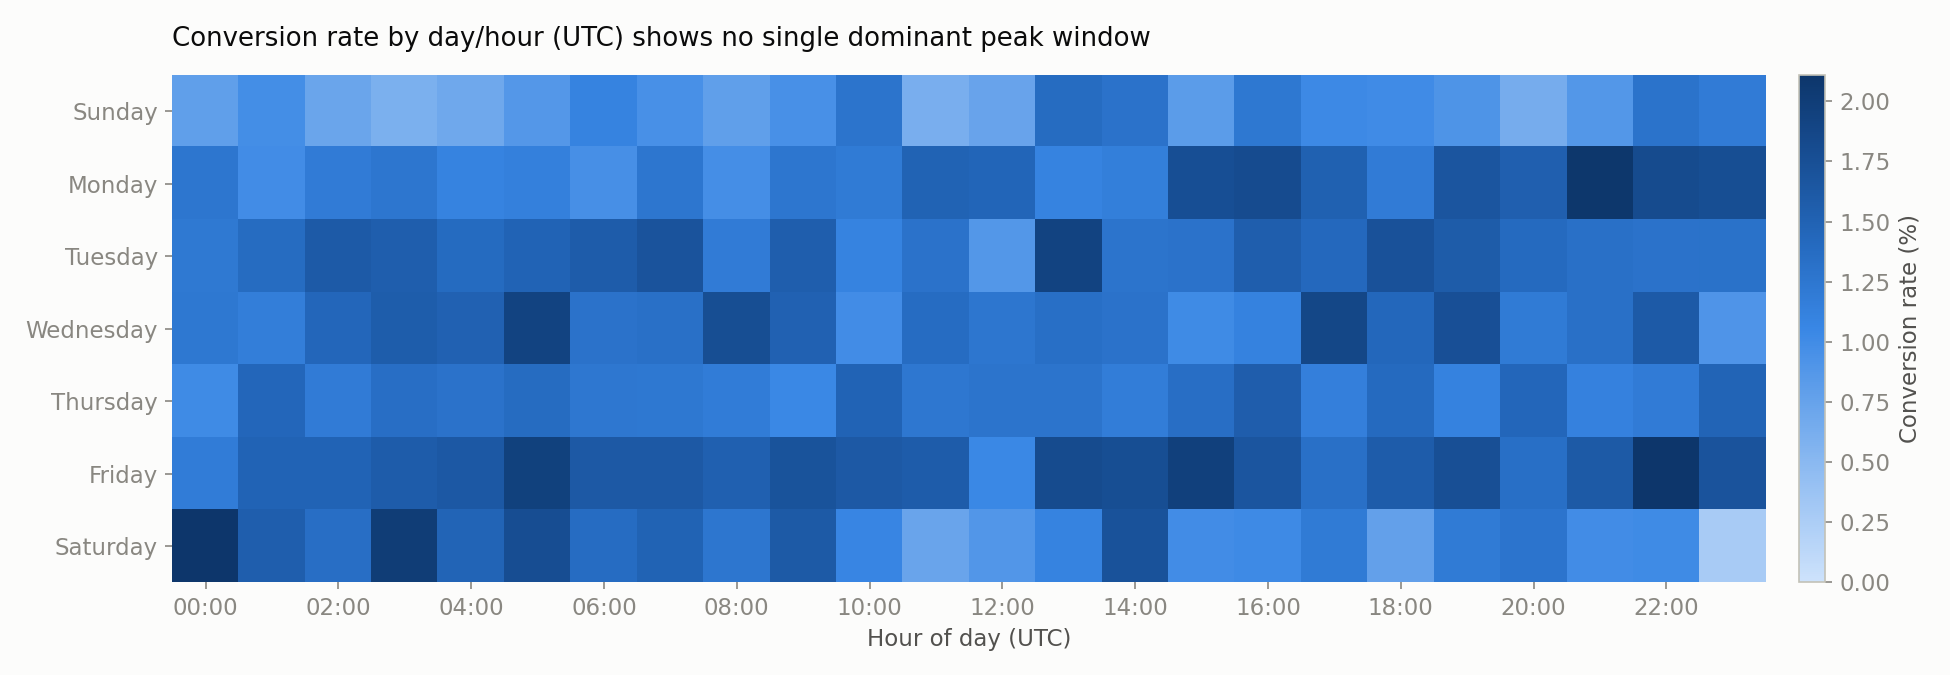 Conversion rate by day/hour (UTC) shows no single dominant peak window
Sunday
Monday
Tuesday
Wednesday
Thursday
Friday
Saturday
00:00 02:00 04:00 06:00 08:00 10:00 12:00 14:00 16:00 18:00 20:00 22:00
Hour of day (UTC)
2.00
1.75
1.50
1.25
1.00
0.75
0.50
0.25
0.00
Conversion rate (%)